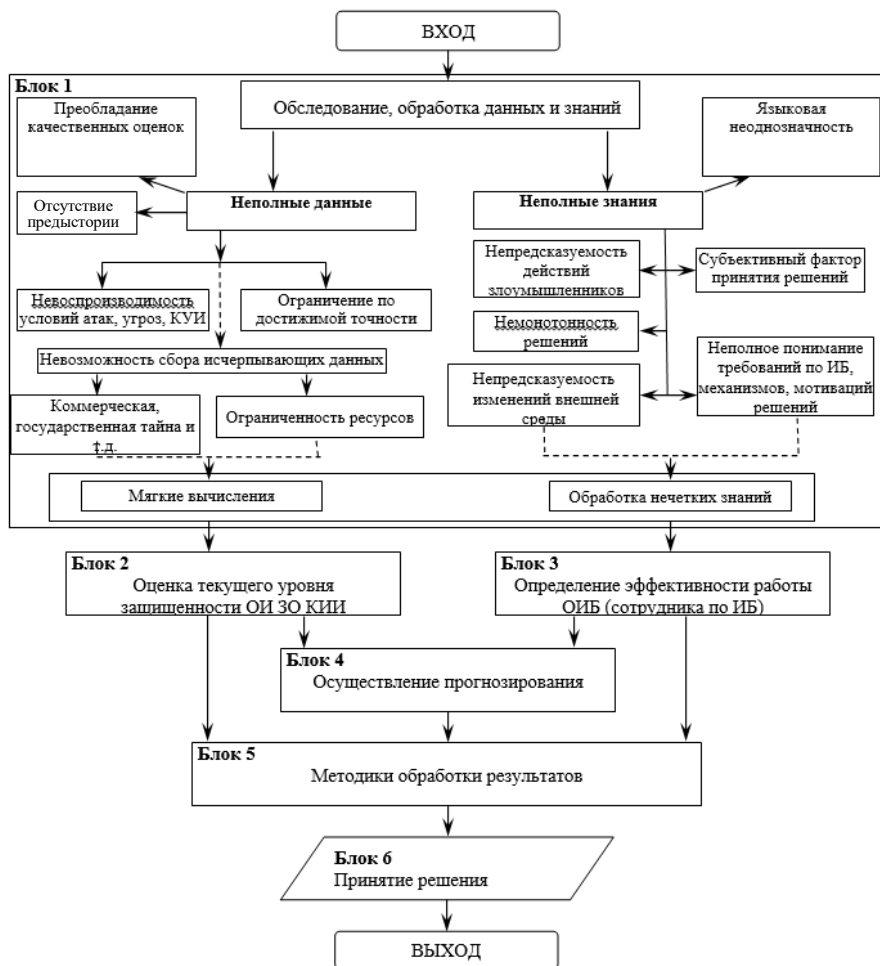 ВХОД
Блок 1
Обследование, обработка данных и знаний
Преобладание
качественных оценок
Языковая
неоднозначность
Отсутствие
предыстории
Неполные данные
Неполные знания
Невоспроизводимость
условий атак, угроз, КУИ
Ограничение по
достижимой точности
Непредсказуемость
действий
злоумышленников
Субъективный фактор
принятия решений
Немонотонность
решений
Невозможность сбора исчерпывающих данных
Непредсказуемость
изменений внешней
среды
Неполное понимание
требований по ИБ,
механизмов, мотиваций
решений
Коммерческая,
государственная тайна и
т.д.
Ограниченность ресурсов
Мягкие вычисления
Обработка нечетких знаний
Блок 2
Оценка текущего уровня
защищенности ОИ ЗО КИИ
Блок 3
Определение эффективности работы
ОИБ (сотрудника по ИБ)
Блок 4
Осуществление прогнозирования
Блок 5
Методики обработки результатов
Блок 6
Принятие решения
ВЫХОД